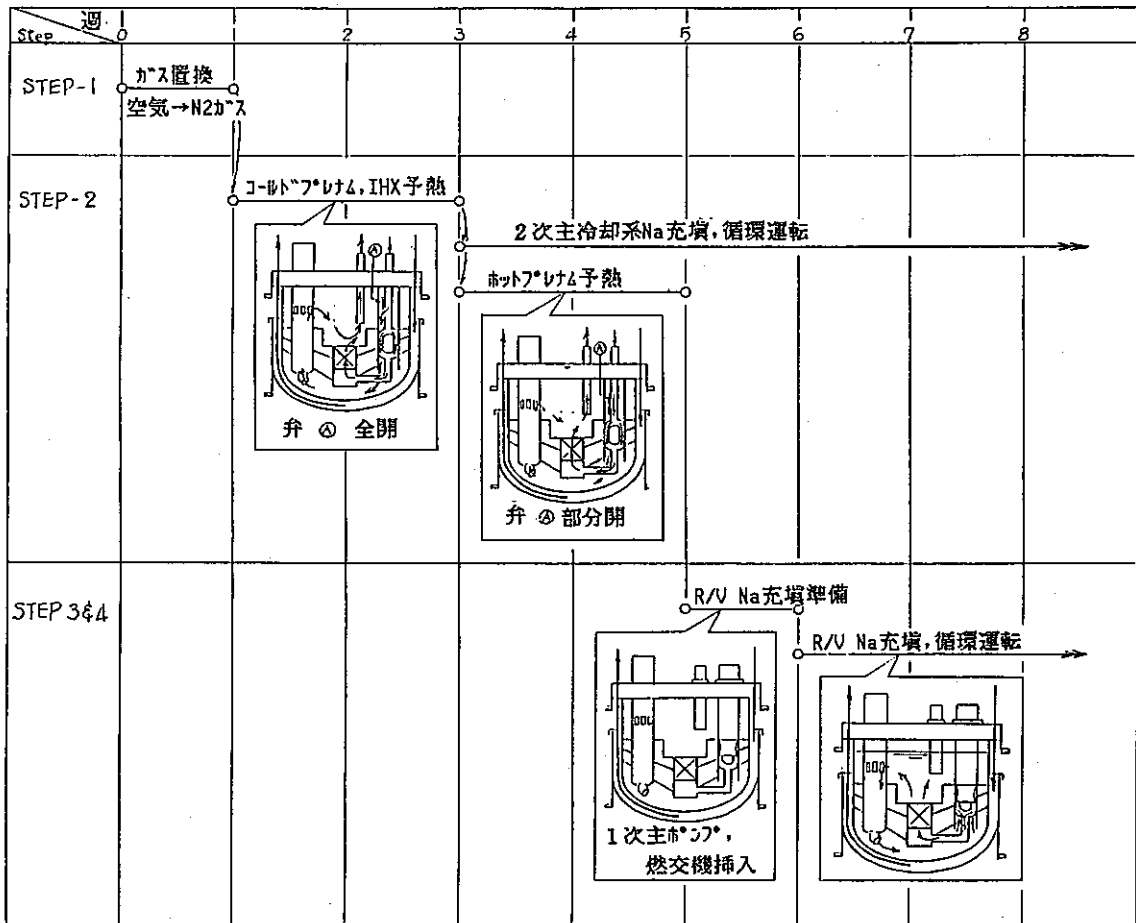 週
Step 0 2 3 4 5 6 7 8
STEP-1
ガス置換
空気→N2ガス
STEP-2
コールドプレナム,IHX予熱
2次主冷却系Na充塡,循環運転
ホットプレナム予熱
Ⓐ
弁 Ⓐ 全開
Ⓐ
弁 Ⓐ 部分開
STEP 3&4
R/V Na充塡準備
R/V Na充塡,循環運転
1次主ポンプ,
燃交機挿入